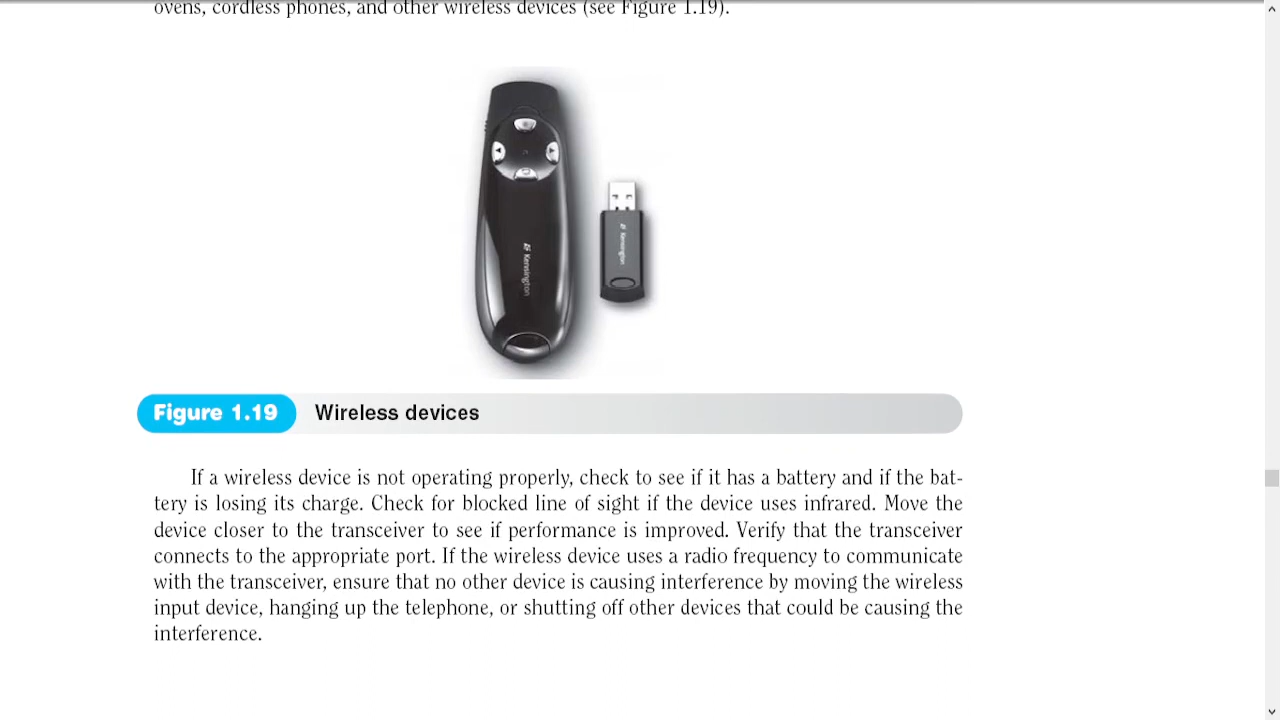 ovens, cordless phones, and other wireless devices (see Figure 1.19).
Kensington
Kensington
Figure 1.19 Wireless devices
If a wireless device is not operating properly, check to see if it has a battery and if the bat-
tery is losing its charge. Check for blocked line of sight if the device uses infrared. Move the
device closer to the transceiver to see if performance is improved. Verify that the transceiver
connects to the appropriate port. If the wireless device uses a radio frequency to communicate
with the transceiver, ensure that no other device is causing interference by moving the wireless
input device, hanging up the telephone, or shutting off other devices that could be causing the
interference.